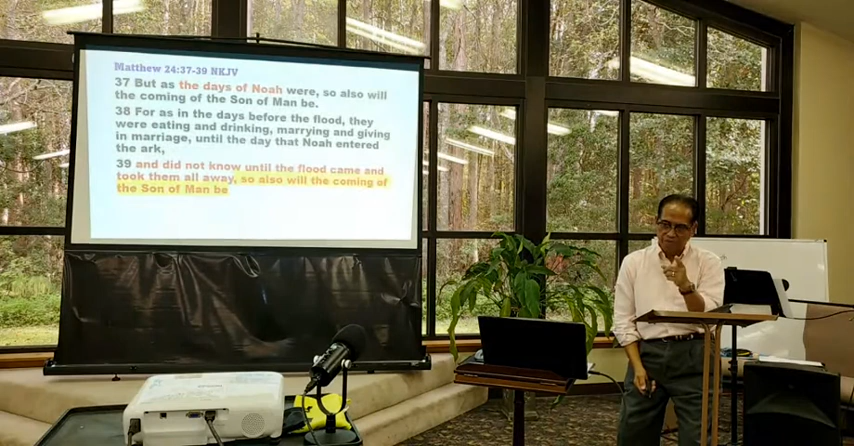 Matthew 24:37-39 NKJV
37 But as the days of Noah were, so also will
the coming of the Son of Man be.
38 For as in the days before the flood, they
were eating and drinking, marrying and giving
in marriage, until the day that Noah entered
the ark,
39 and did not know until the flood came and
took them all away, so also will the coming of
the Son of Man be